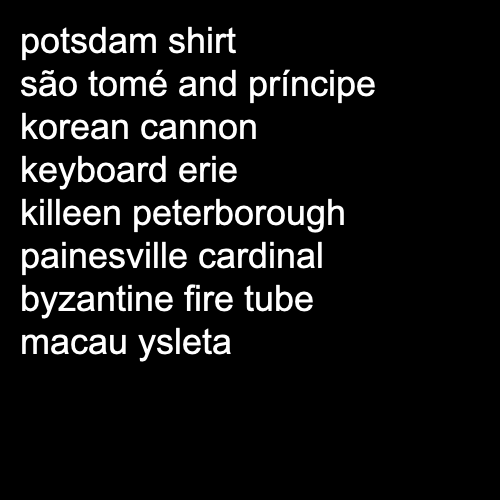 potsdam shirt
são tomé and príncipe
korean cannon
keyboard erie
killeen peterborough
painesville cardinal
byzantine fire tube
macau ysleta